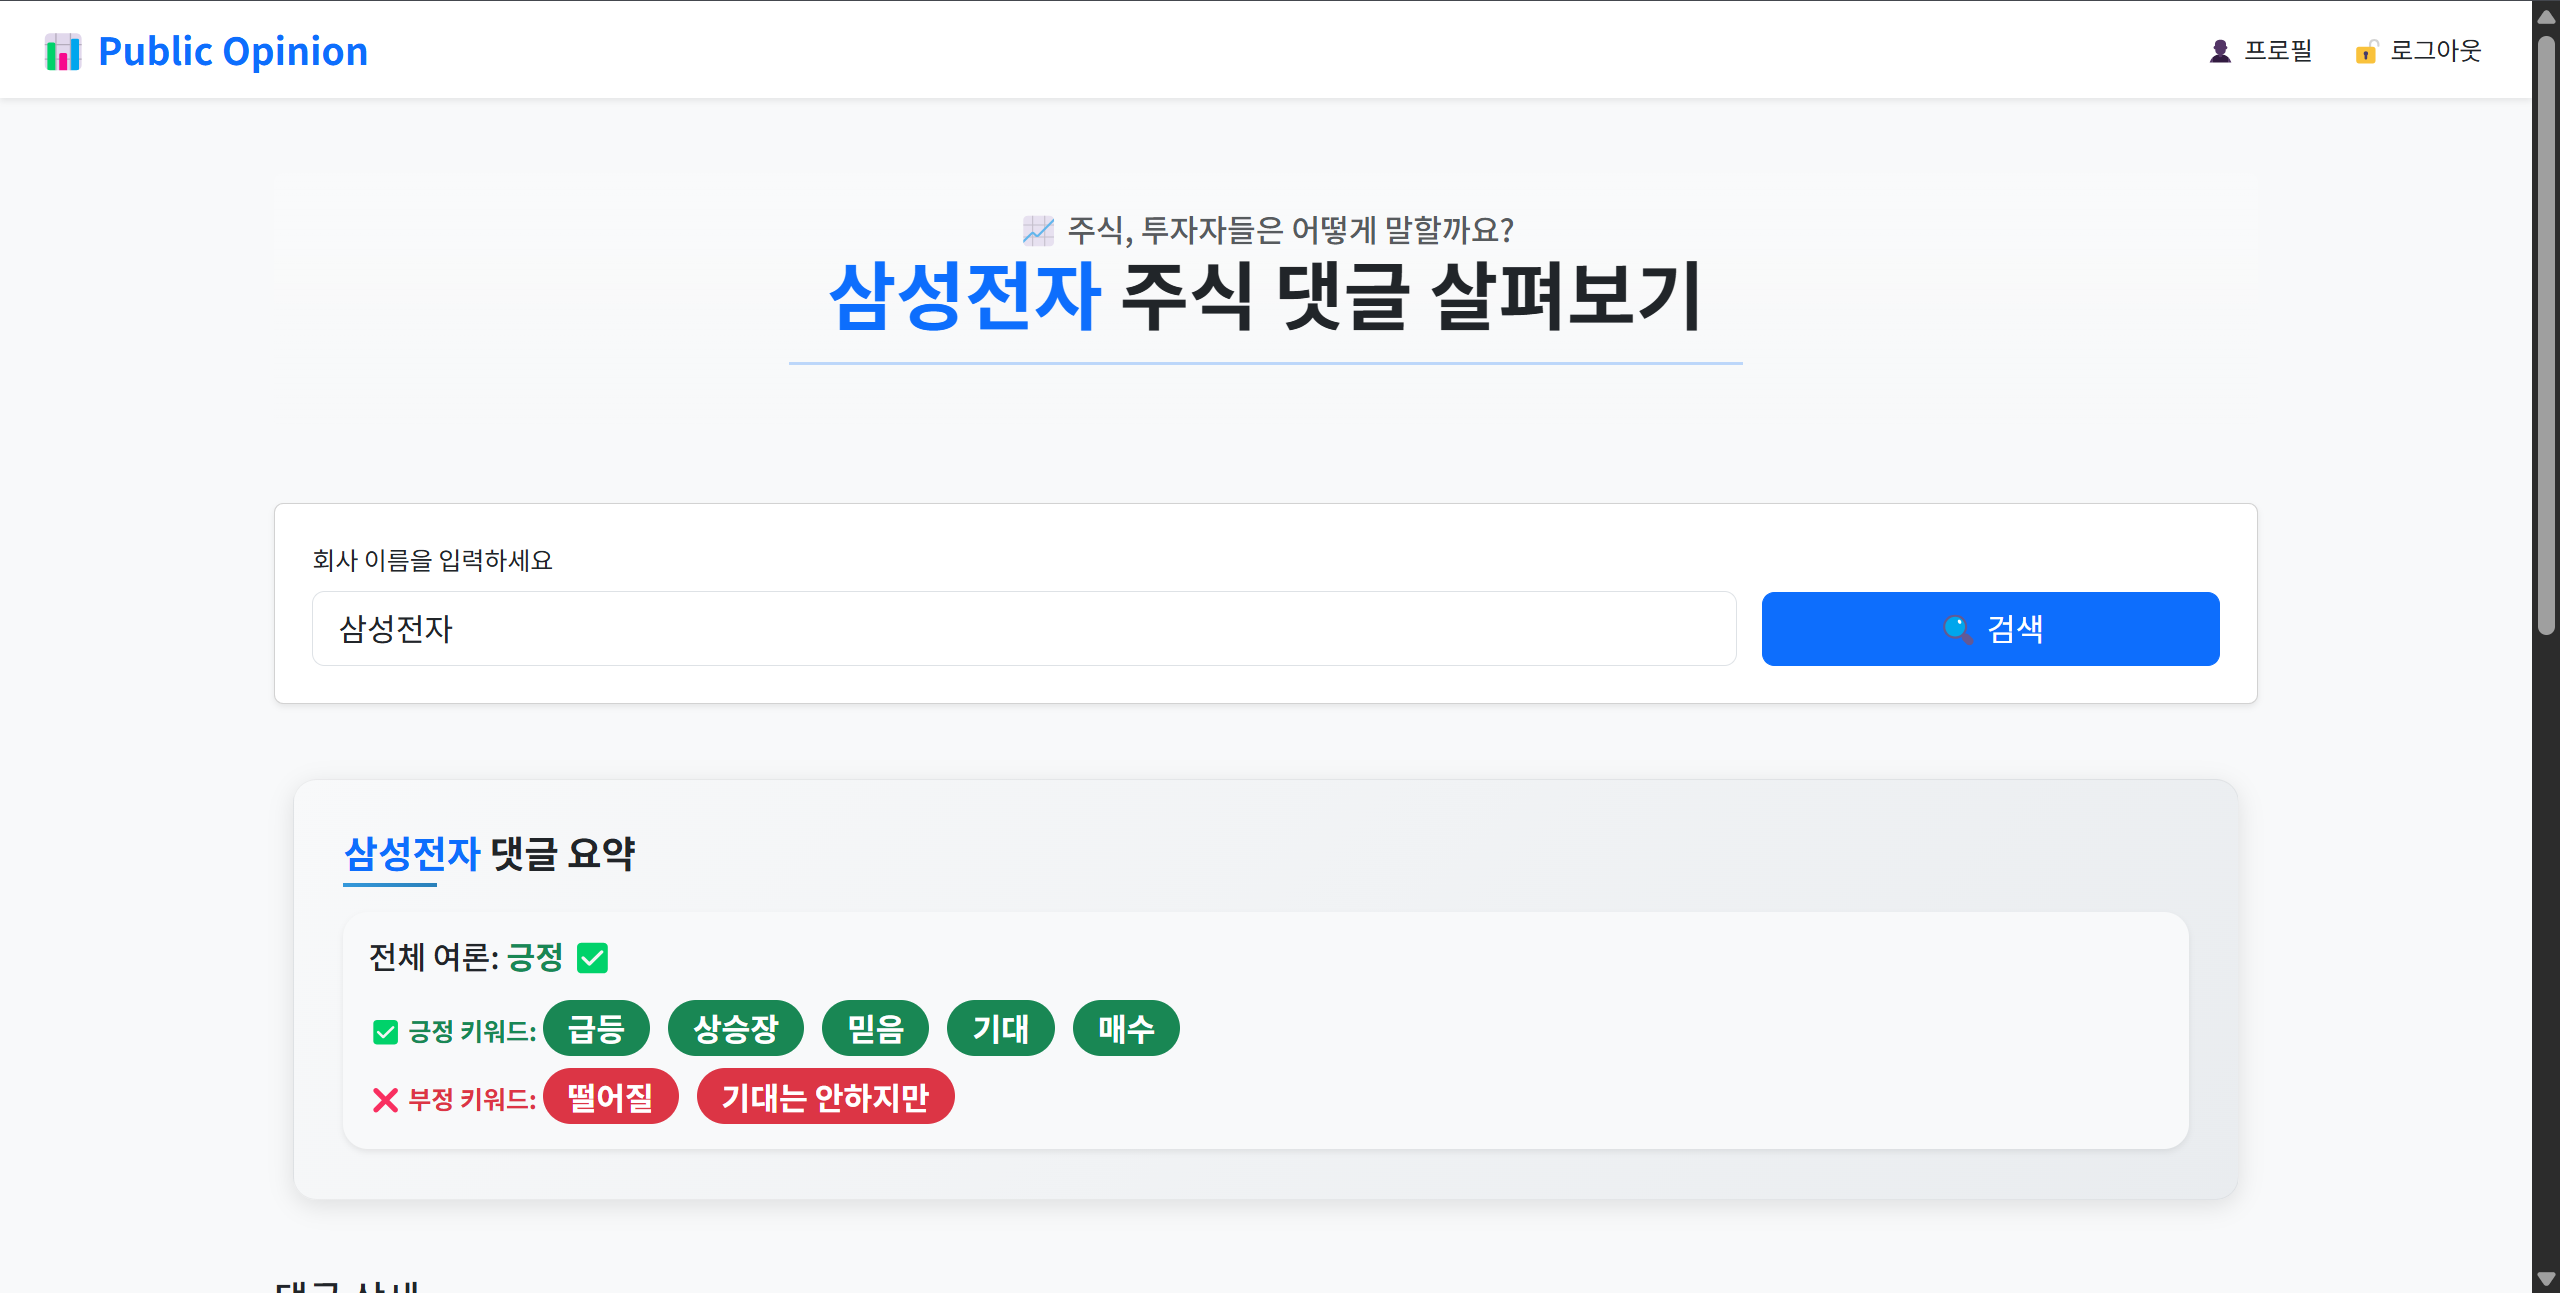 Public Opinion
프로필 로그아웃
주식, 투자자들은 어떻게 말할까요?
삼성전자 주식 댓글 살펴보기
회사 이름을 입력하세요
삼성전자
검색
삼성전자 댓글 요약
전체 여론: 긍정
긍정 키워드: 급등 상승장 믿음 기대 매수
부정 키워드: 떨어질 기대는 안하지만